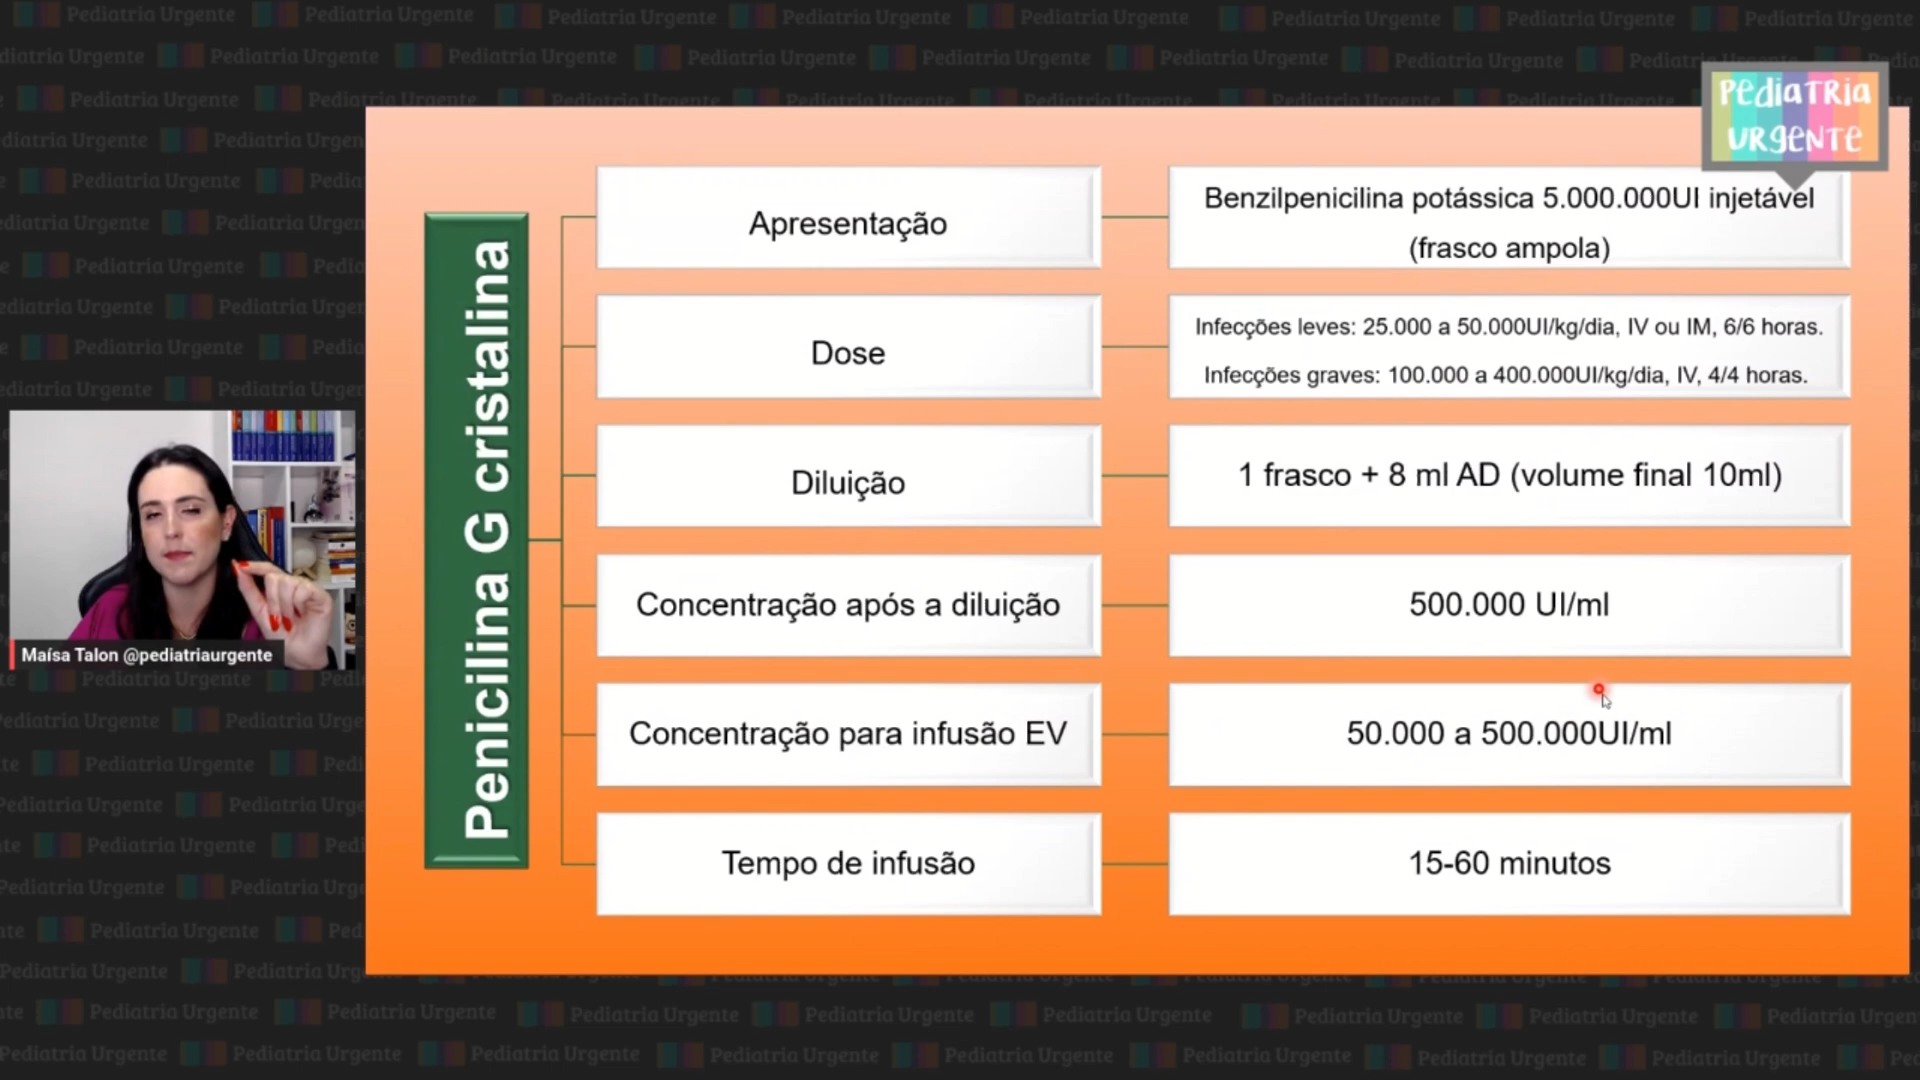 PEDIATRIA
URGENTE
Penicilina G cristalina
Apresentação
Benzilpenicilina potássica 5.000.000UI injetável
(frasco ampola)
Dose
Infecções leves: 25.000 a 50.000UI/kg/dia, IV ou IM, 6/6 horas.
Infecções graves: 100.000 a 400.000UI/kg/dia, IV, 4/4 horas.
Diluição
1 frasco + 8 ml AD (volume final 10ml)
Concentração após a diluição
500.000 UI/ml
Concentração para infusão EV
50.000 a 500.000UI/ml
Tempo de infusão
15-60 minutos
Maísa Talon @pediatriaurgente
Pediatria Urgente